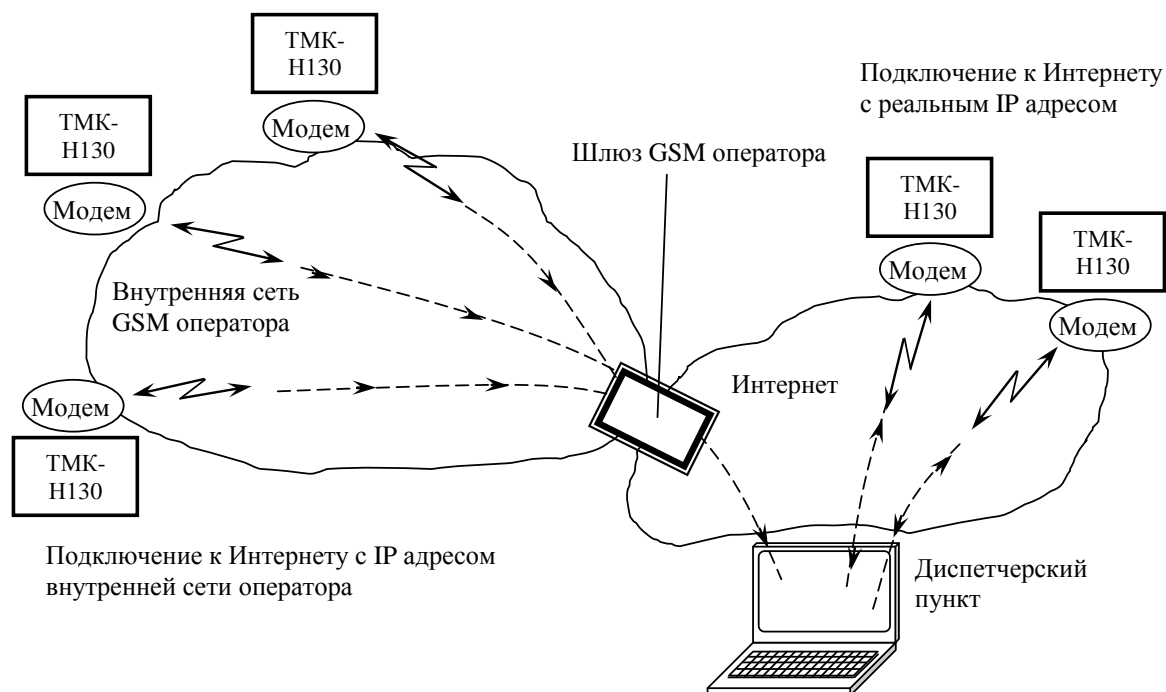 ТМК-
Н130
Модем
ТМК-
Н130
Модем
Подключение к Интернету
с реальным IP адресом
Шлюз GSM оператора
ТМК-
Н130
Модем
ТМК-
Н130
Модем
Внутренняя сеть
GSM оператора
Интернет
Модем
ТМК-
Н130
Подключение к Интернету с IP адресом
внутренней сети оператора
Диспетчерский
пункт